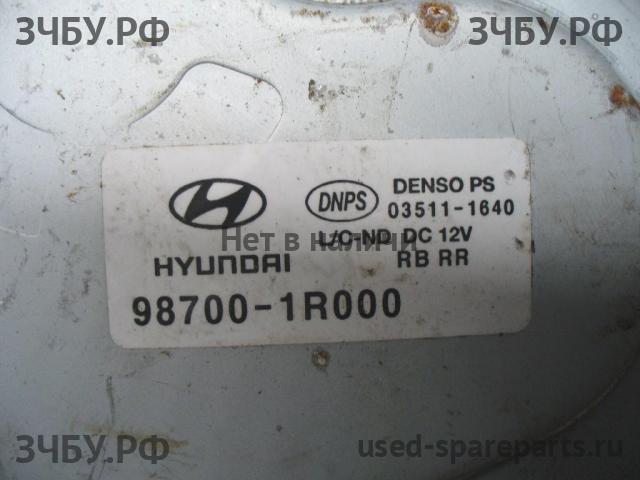 ЗЧБУ.РФ ЗЧБУ.РФ
DNPS DENSO PS
03511-1640
L/C-ND DC 12V
Нет в наличии
HYUNDAI RB RR
98700-1R000
ЗЧБУ.РФ used-spareparts.ru